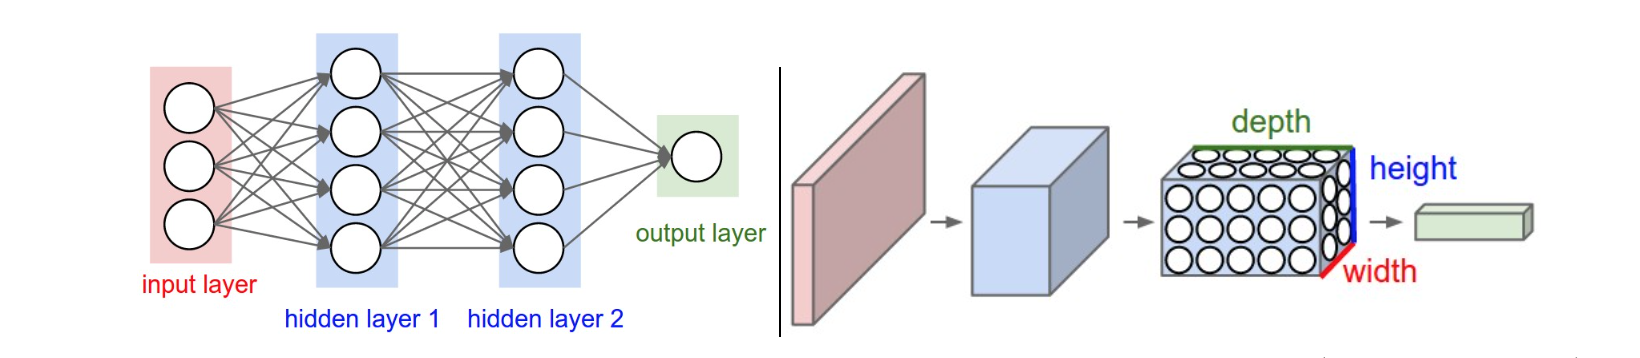 input layer
hidden layer 1
hidden layer 2
output layer
depth
height
width